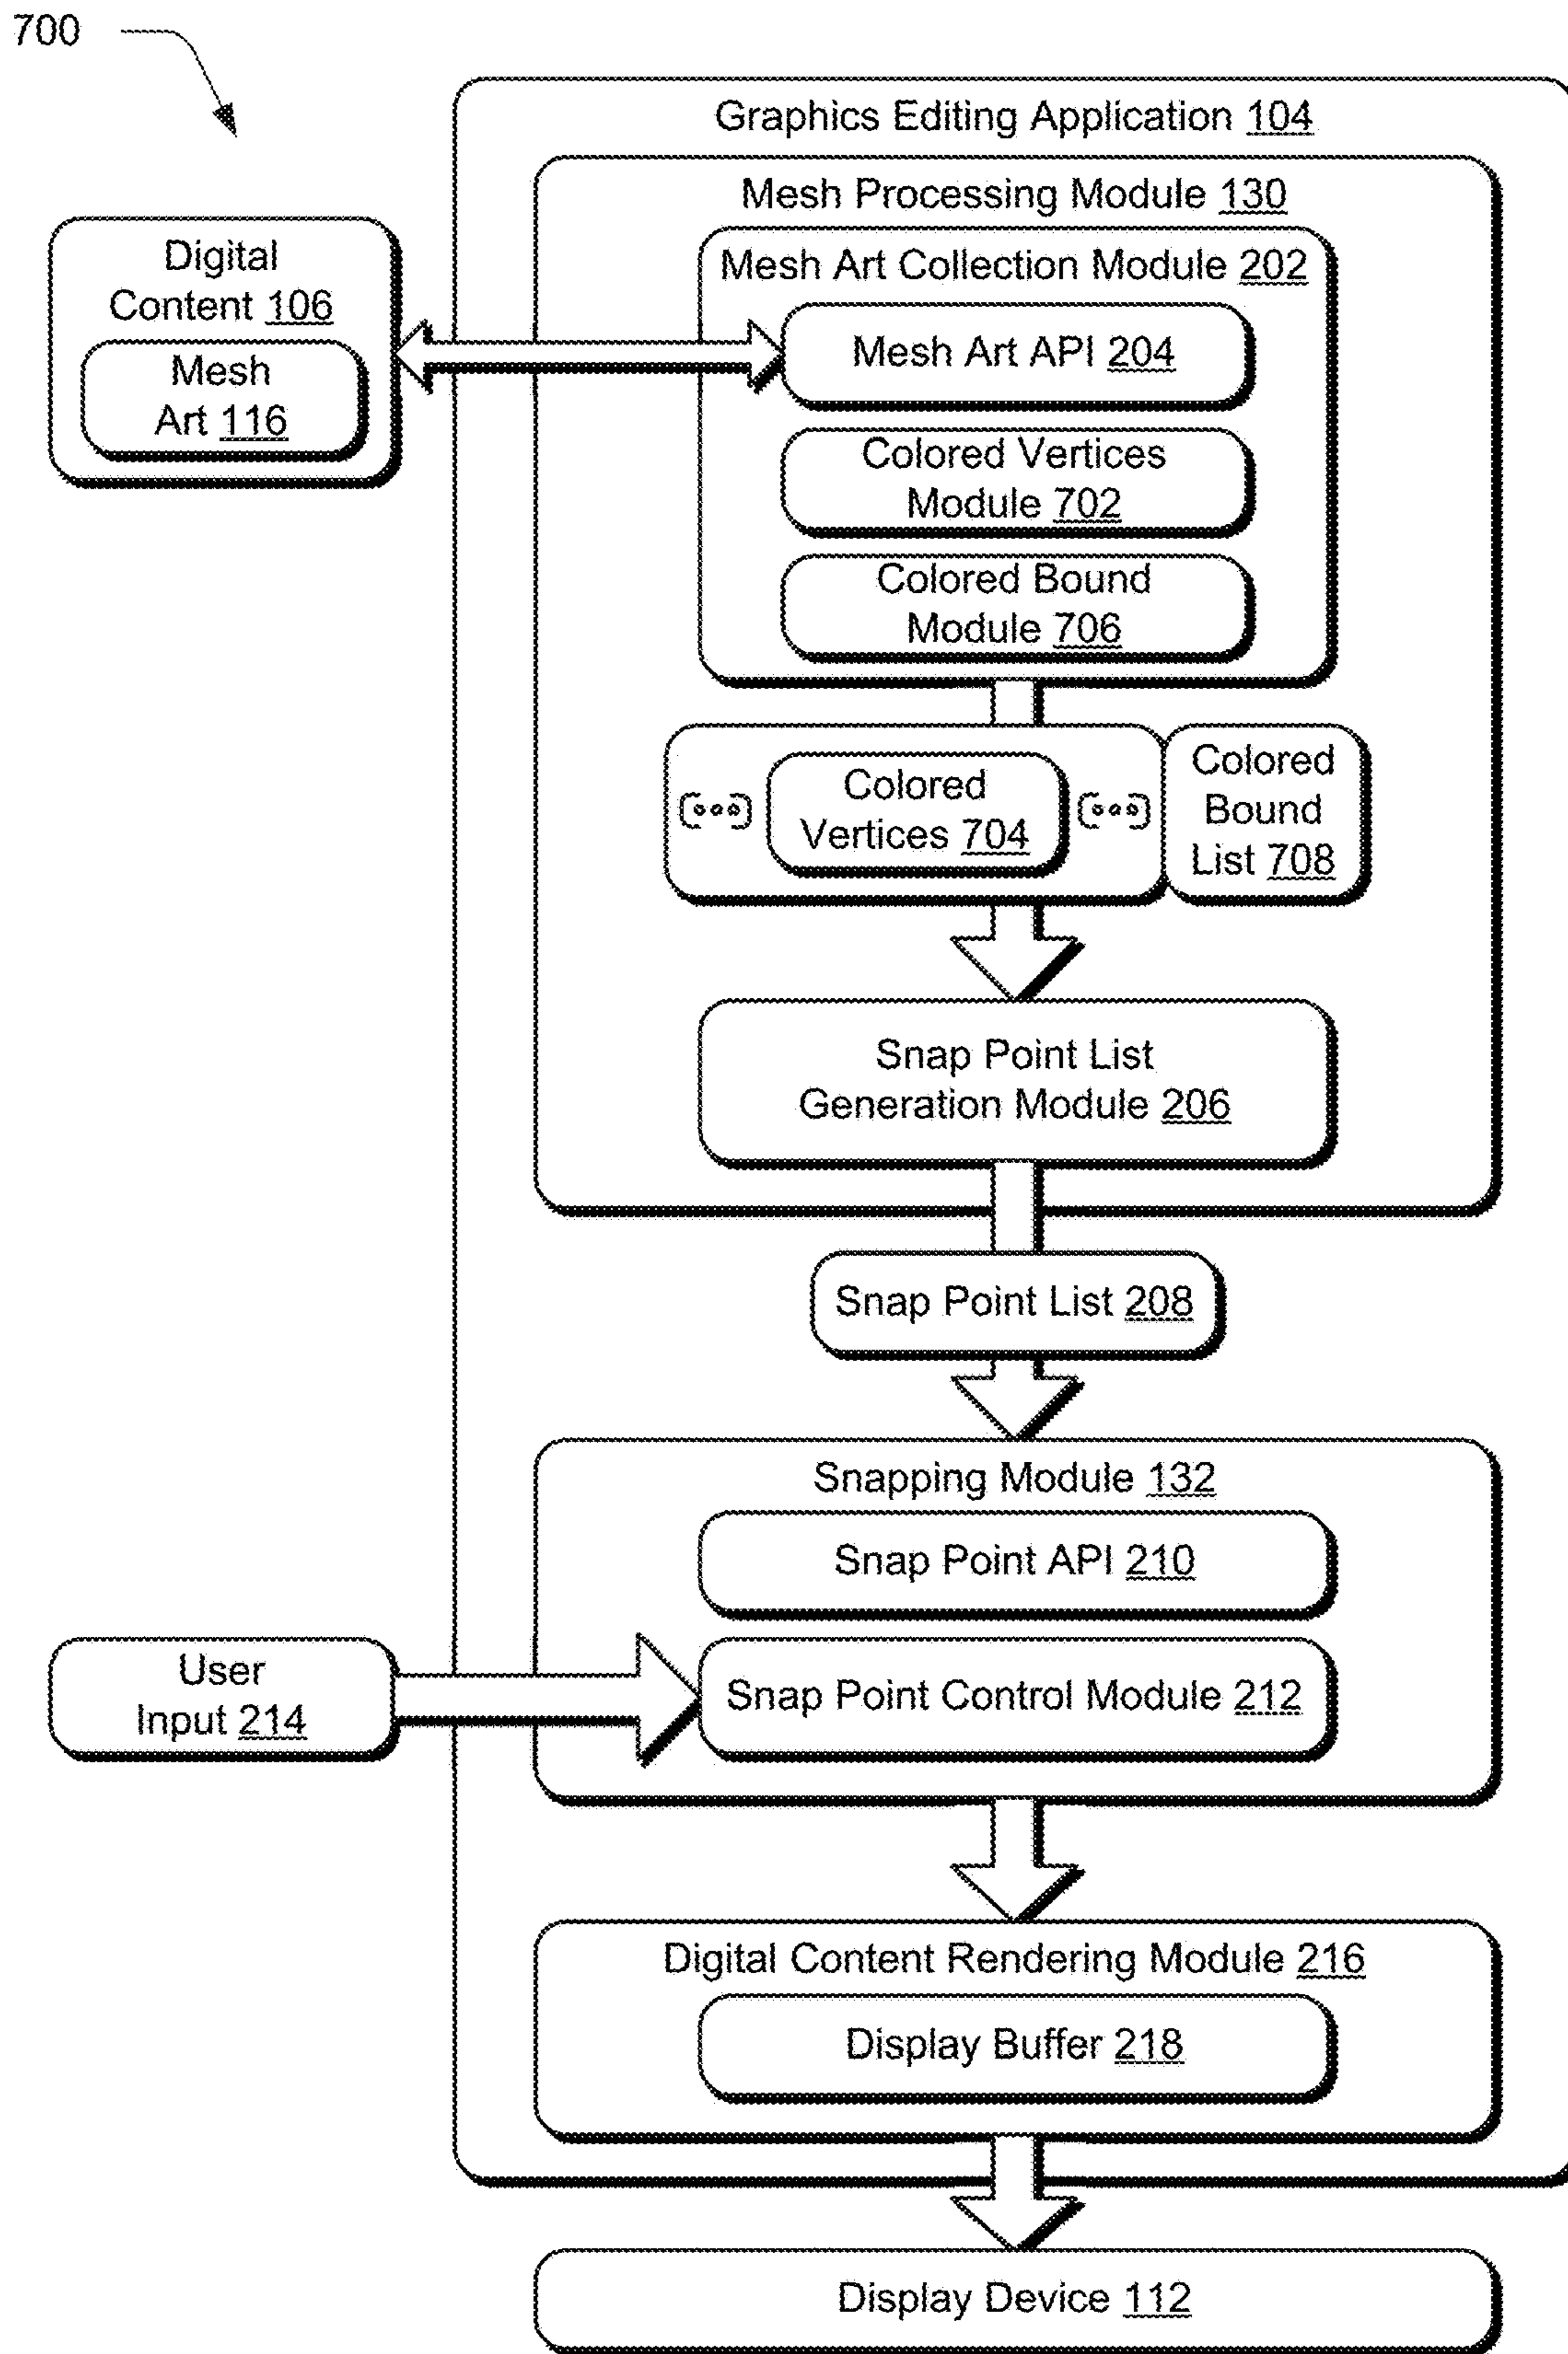 700
Graphics Editing Application 104
Mesh Processing Module 130
Digital
Content 106
Mesh
Art 116
Mesh Art Collection Module 202
Mesh Art API 204
Colored Vertices
Module 702
Colored Bound
Module 706
Colored
Vertices 704
Colored
Bound
List 708
Snap Point List
Generation Module 206
Snap Point List 208
Snapping Module 132
Snap Point API 210
User
Input 214
Snap Point Control Module 212
Digital Content Rendering Module 216
Display Buffer 218
Display Device 112